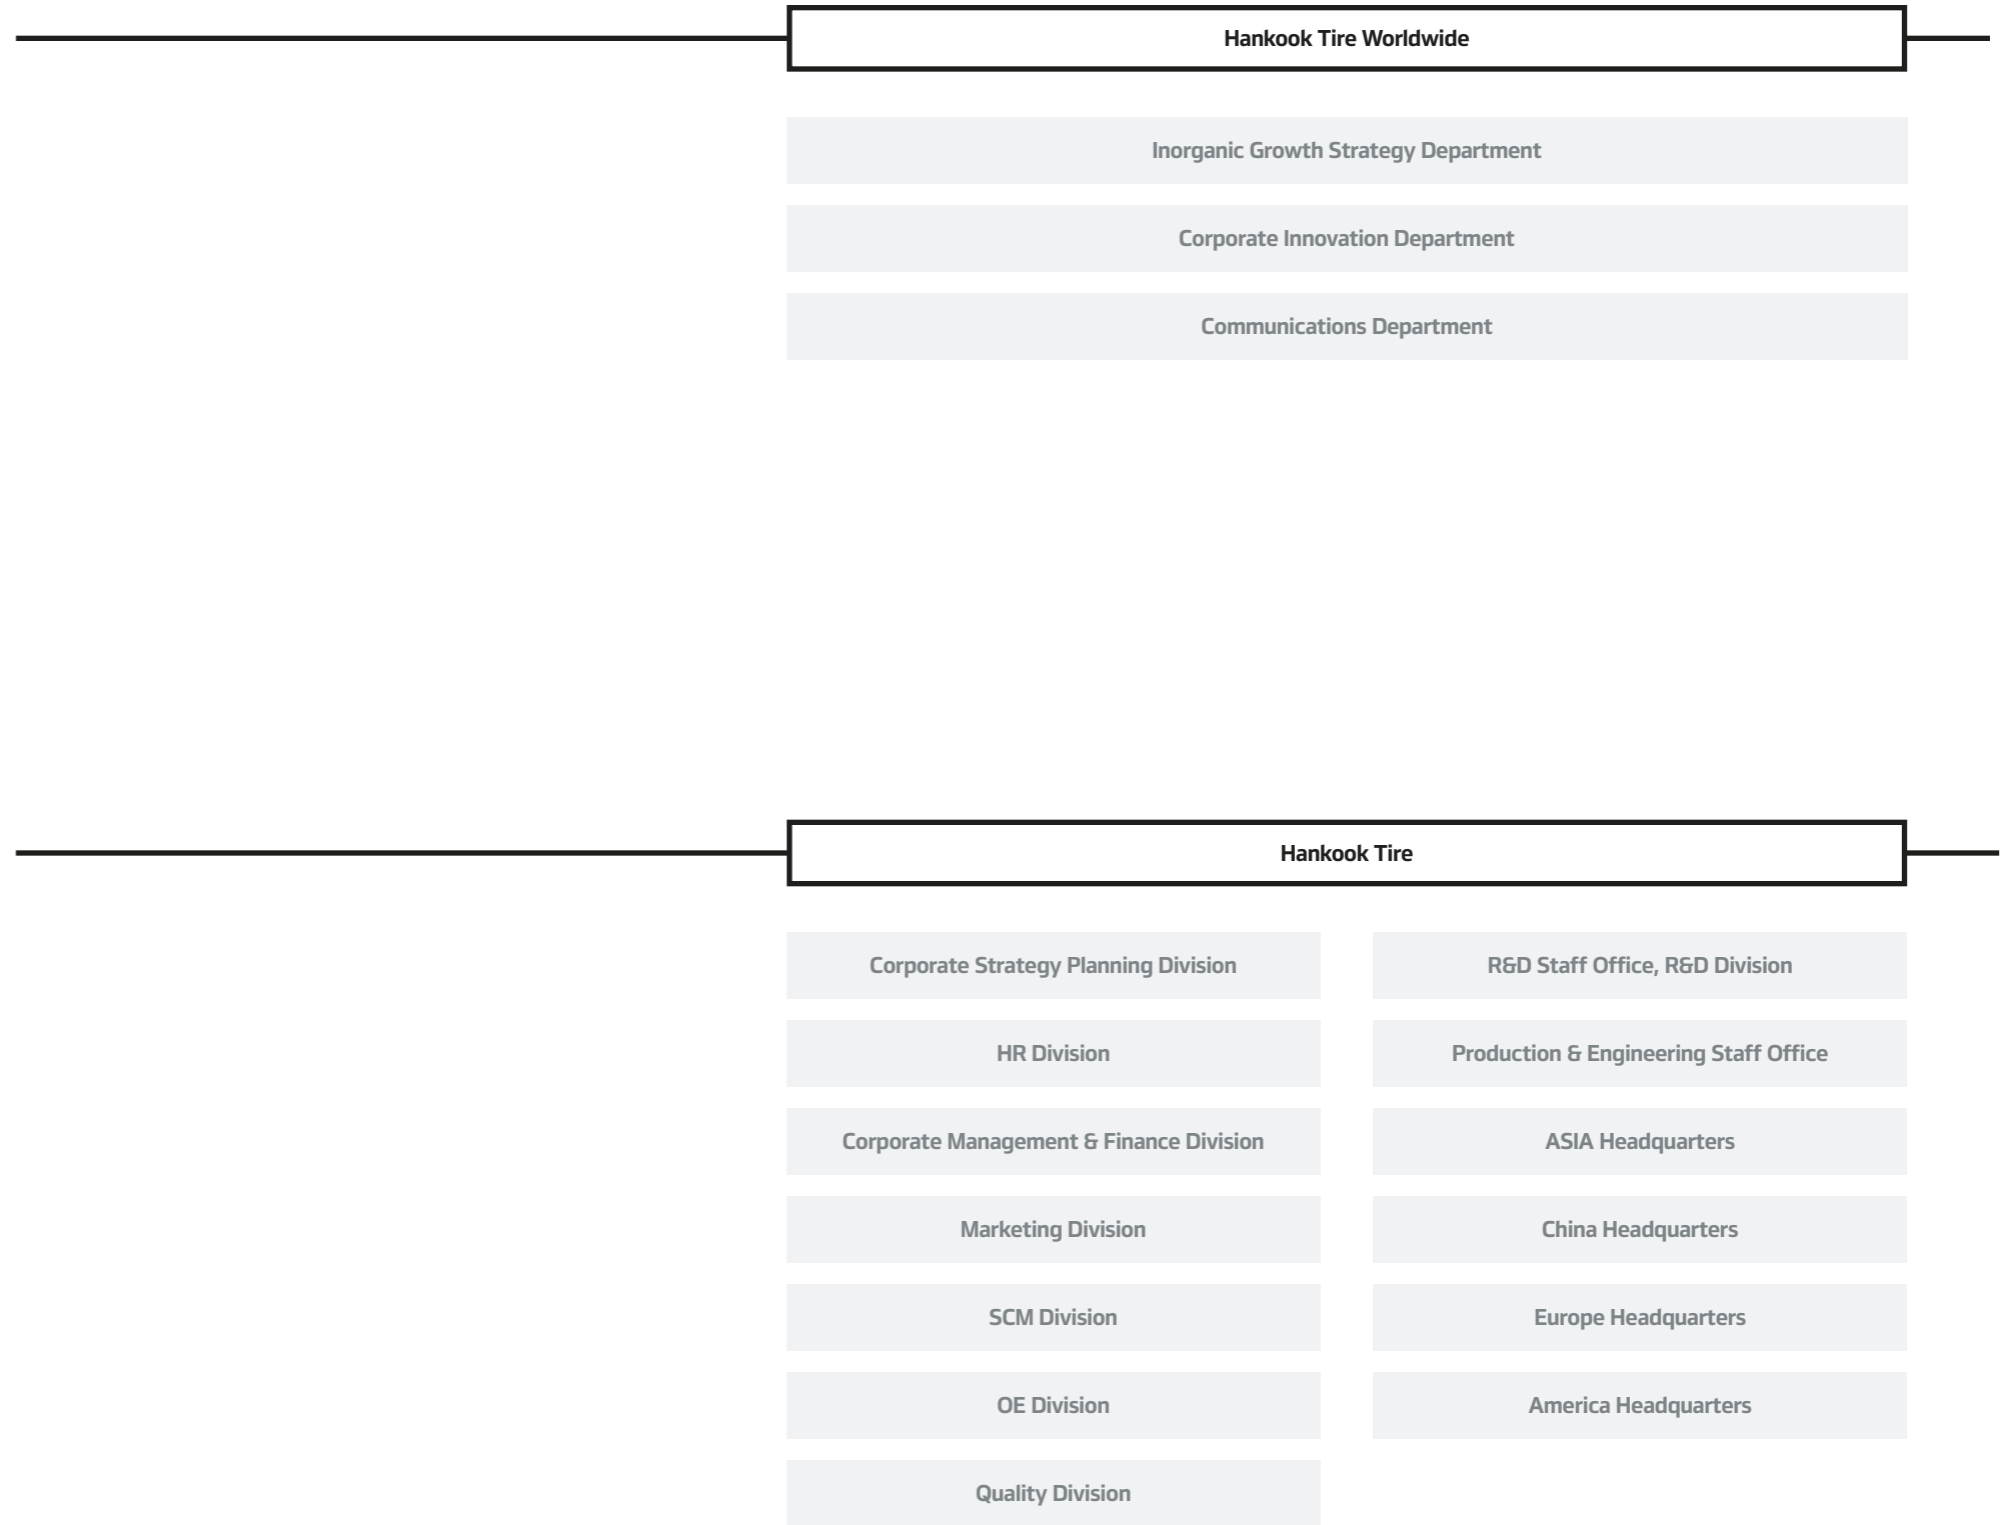 Hankook Tire Worldwide
Inorganic Growth Strategy Department
Corporate Innovation Department
Communications Department
Hankook Tire
Corporate Strategy Planning Division
HR Division
Corporate Management & Finance Division
Marketing Division
SCM Division
OE Division
Quality Division
R&D Staff Office, R&D Division
Production & Engineering Staff Office
ASIA Headquarters
China Headquarters
Europe Headquarters
America Headquarters